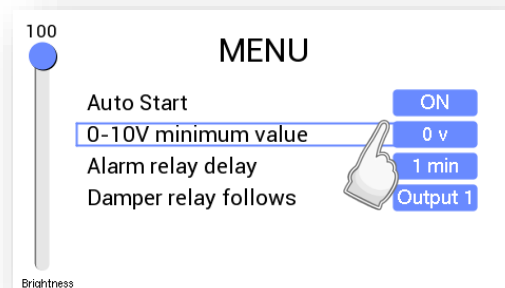 100
MENU
Auto Start ON
0-10V minimum value 0 v
Alarm relay delay 1 min
Damper relay follows Output 1
Brightness